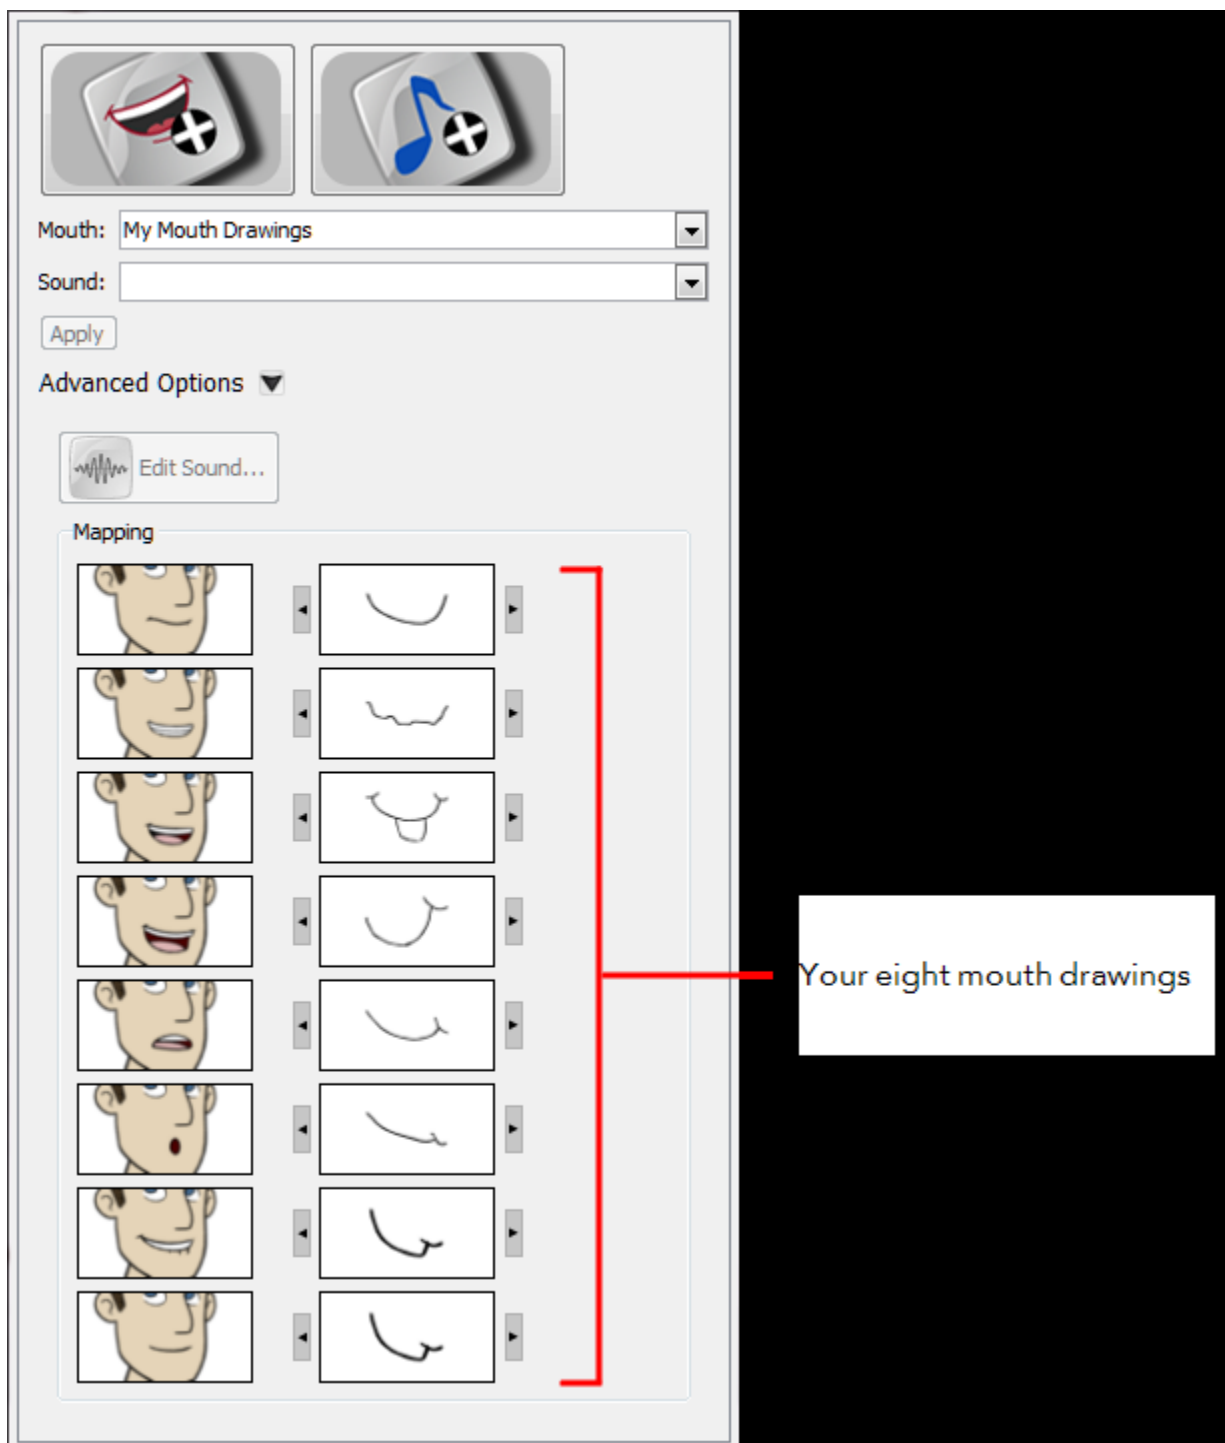 Mouth: My Mouth Drawings
Sound:
Apply
Advanced Options
Edit Sound...
Mapping
Your eight mouth drawings